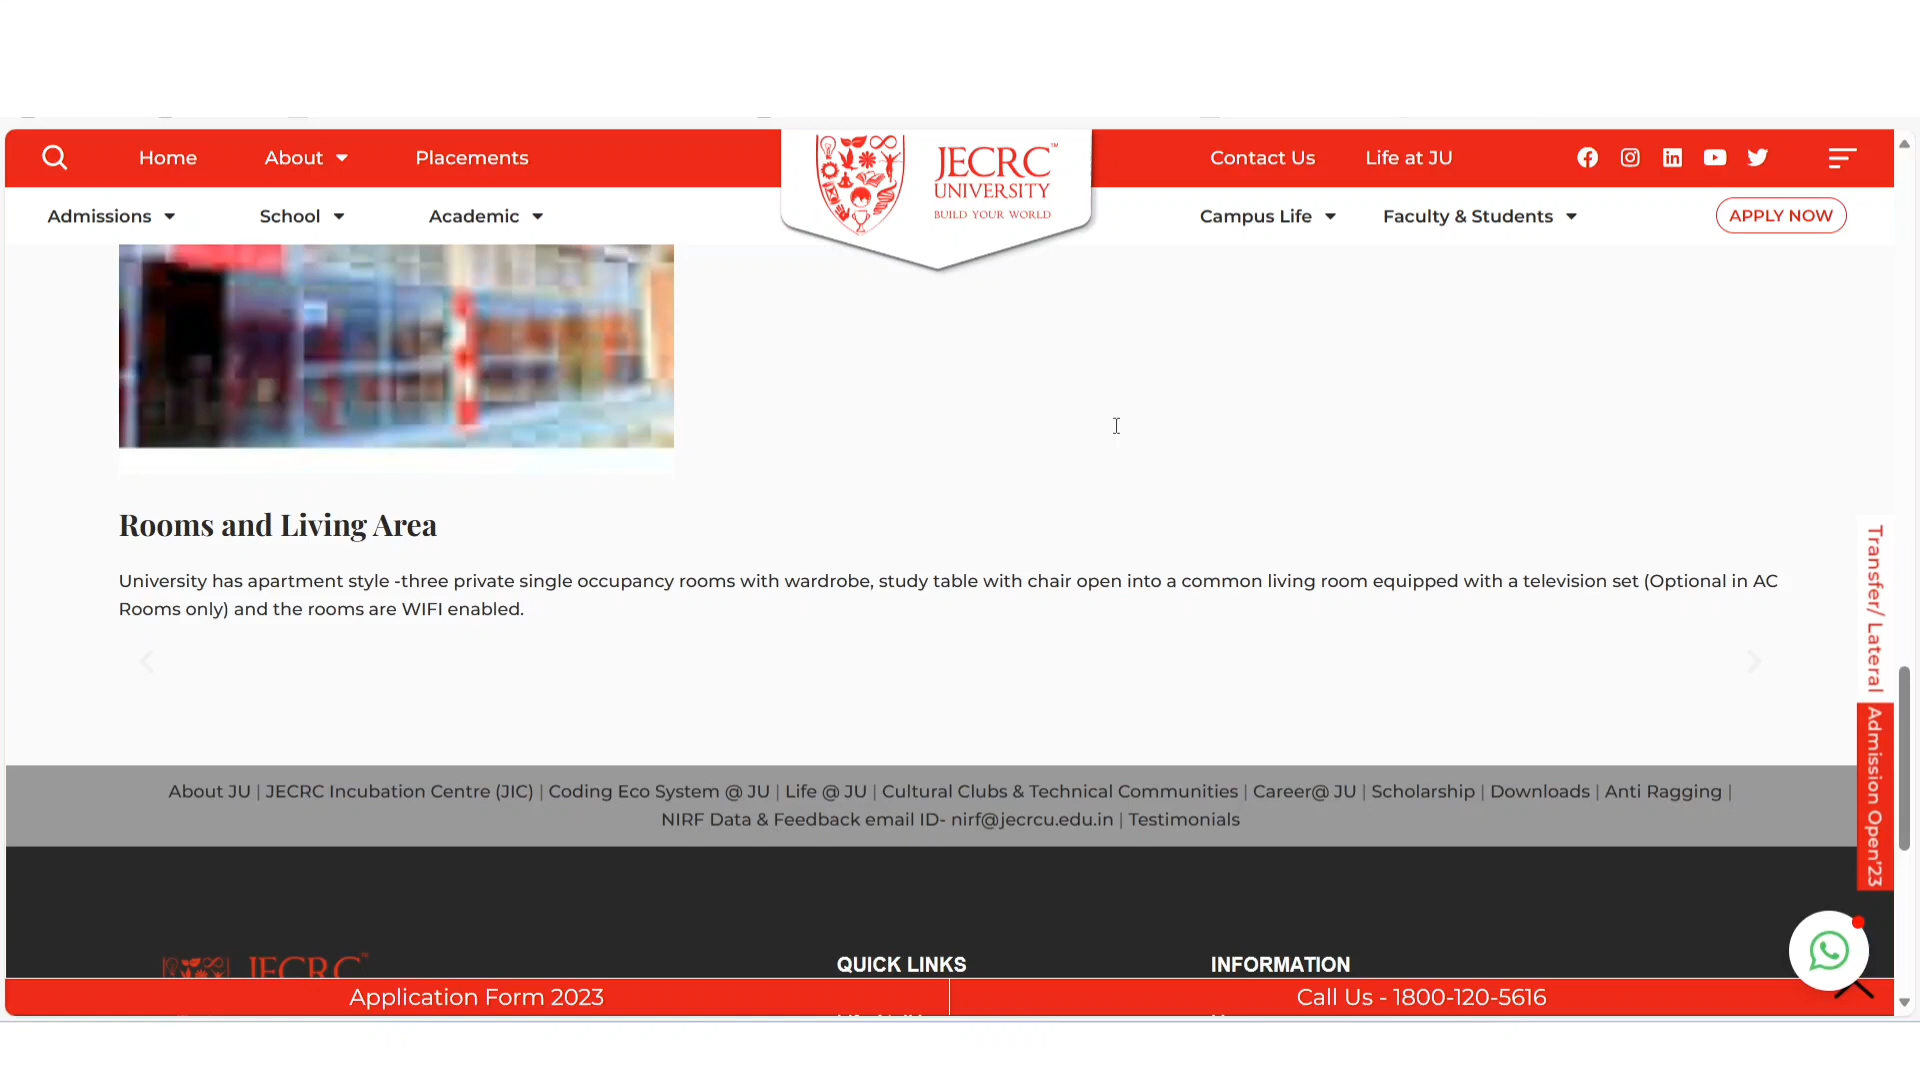 Home About Placements
JECRC™
UNIVERSITY
BUILD YOUR WORLD
Contact Us Life at JU
Admissions School Academic
Campus Life Faculty & Students APPLY NOW
Rooms and Living Area
University has apartment style -three private single occupancy rooms with wardrobe, study table with chair open into a common living room equipped with a television set (Optional in AC
Rooms only) and the rooms are WIFI enabled.
Transfer/ Lateral
Admission Open'23
About JU | JECRC Incubation Centre (JIC) | Coding Eco System @ JU | Life @ JU | Cultural Clubs & Technical Communities | Career@ JU | Scholarship | Downloads | Anti Ragging |
NIRF Data & Feedback email ID- nirf@jecrcu.edu.in | Testimonials
JECRC™
QUICK LINKS
INFORMATION
Application Form 2023
Call Us - 1800-120-5616